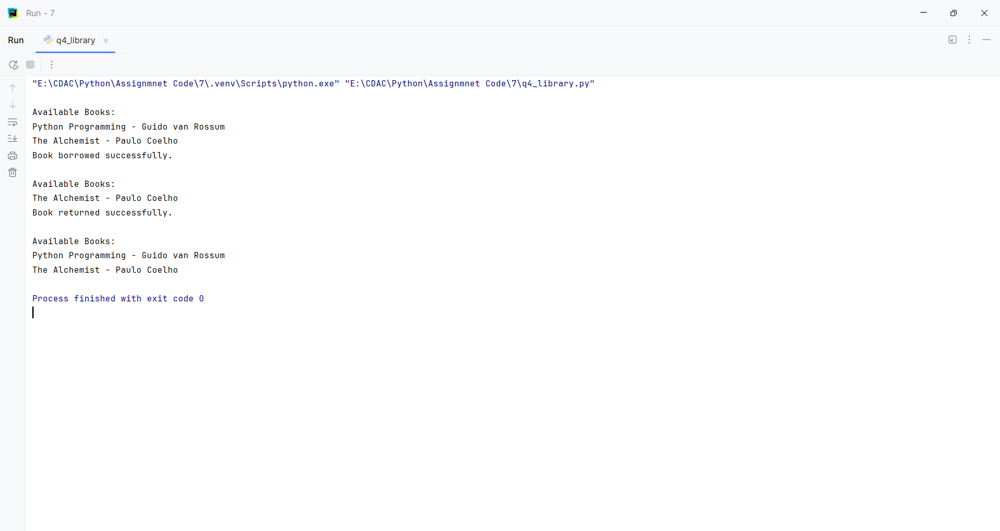 PC
Run - 7
Run q4_library
"E:\CDAC\Python\Assignmnet Code\7\.venv\Scripts\python.exe" "E:\CDAC\Python\Assignmnet Code\7\q4_library.py"
Available Books:
Python Programming - Guido van Rossum
The Alchemist - Paulo Coelho
Book borrowed successfully.
Available Books:
The Alchemist - Paulo Coelho
Book returned successfully.
Available Books:
Python Programming - Guido van Rossum
The Alchemist - Paulo Coelho
Process finished with exit code 0